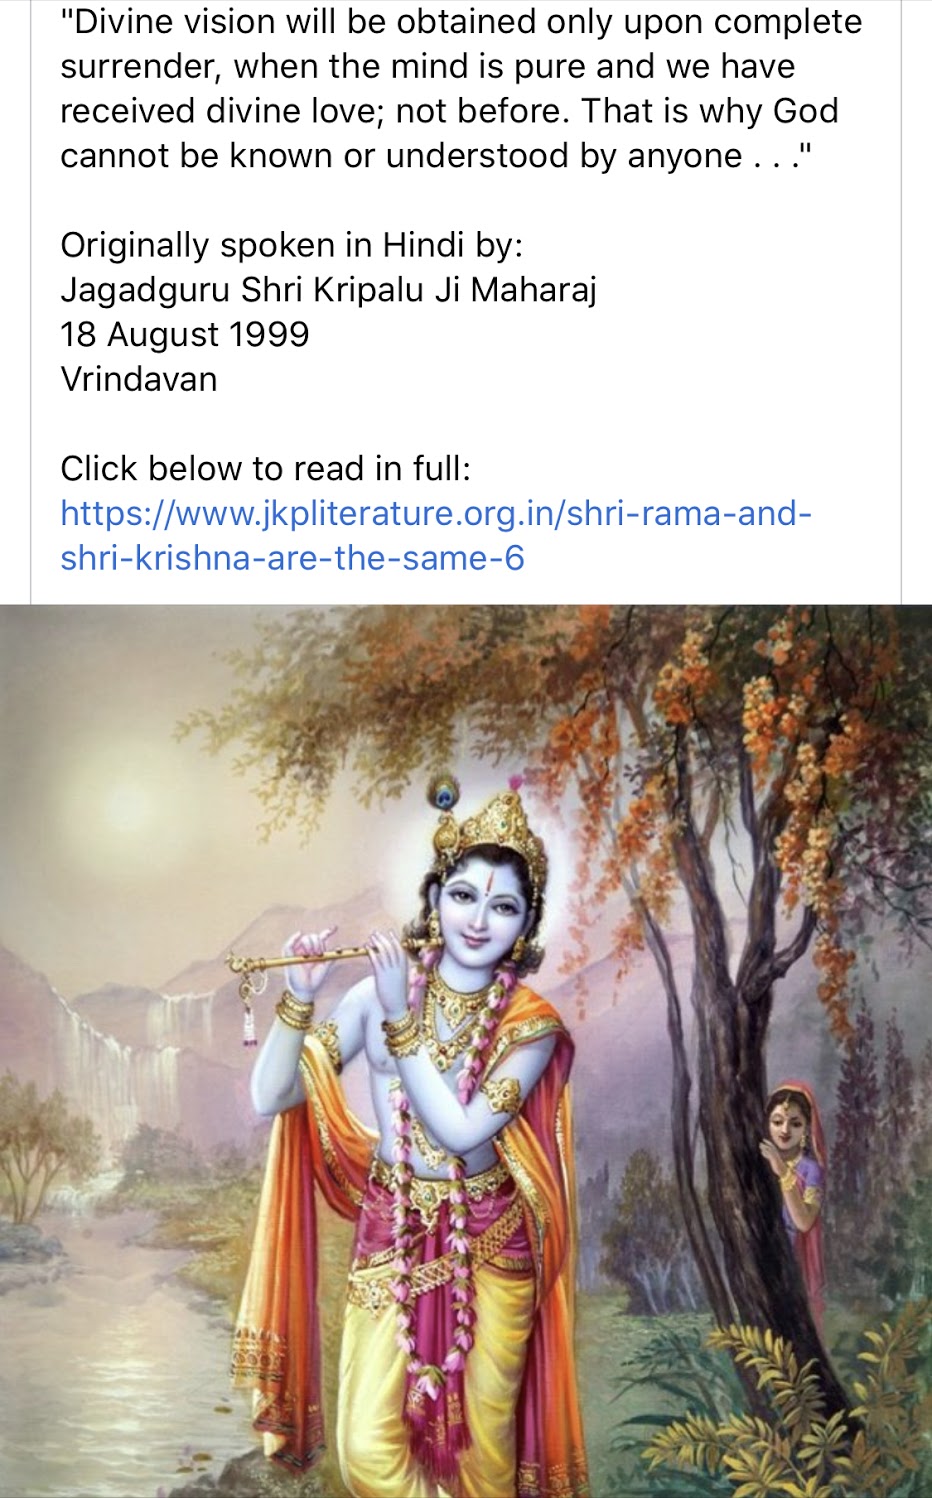 "Divine vision will be obtained only upon complete
surrender, when the mind is pure and we have
received divine love; not before. That is why God
cannot be known or understood by anyone . . ."
Originally spoken in Hindi by:
Jagadguru Shri Kripalu Ji Maharaj
18 August 1999
Vrindavan
Click below to read in full:
https://www.jkpliterature.org.in/shri-rama-and-
shri-krishna-are-the-same-6